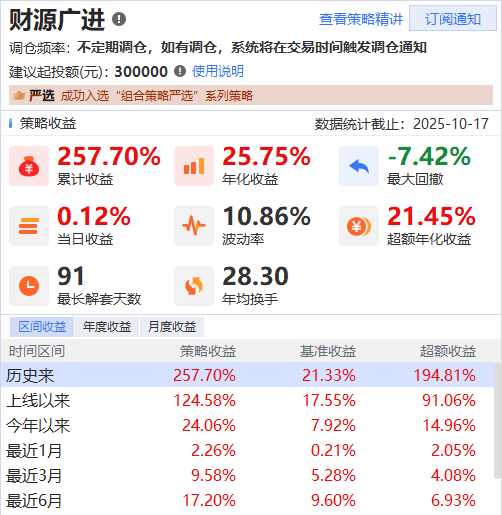 财源广进 查看策略精讲 订阅通知
调仓频率：不定期调仓，如有调仓，系统将在交易时间触发调仓通知
建议起投额(元)：300000 使用说明
严选 成功入选“组合策略严选”系列策略
策略收益 数据统计截止：2025-10-17
257.70% 25.75% -7.42%
累计收益 年化收益 最大回撤
0.12% 10.86% 21.45%
当日收益 波动率 超额年化收益
91 28.30
最长解套天数 年均换手
区间收益 年度收益 月度收益
时间区间 策略收益 基准收益 超额收益
历史来 257.70% 21.33% 194.81%
上线以来 124.58% 17.55% 91.06%
今年以来 24.06% 7.92% 14.96%
最近1月 2.26% 0.21% 2.05%
最近3月 9.58% 5.28% 4.08%
最近6月 17.20% 9.60% 6.93%